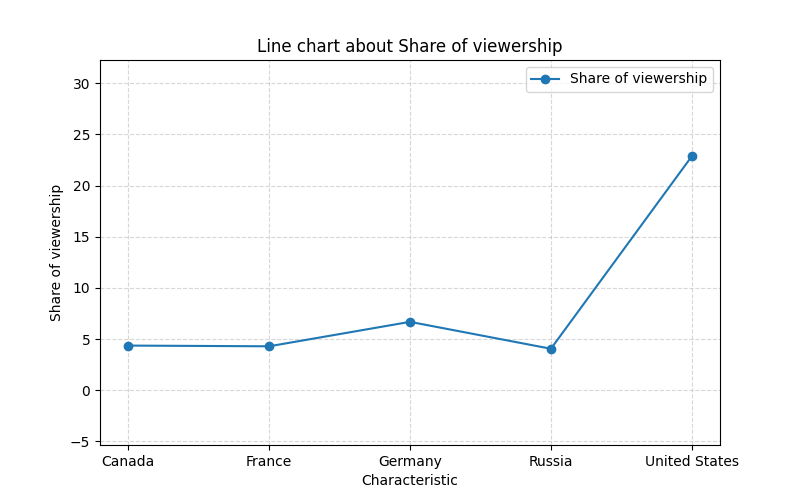 Line chart about Share of viewership
Share of viewership
30
25
20
15
10
5
0
−5
Share of viewership
Canada France Germany Russia United States
Characteristic